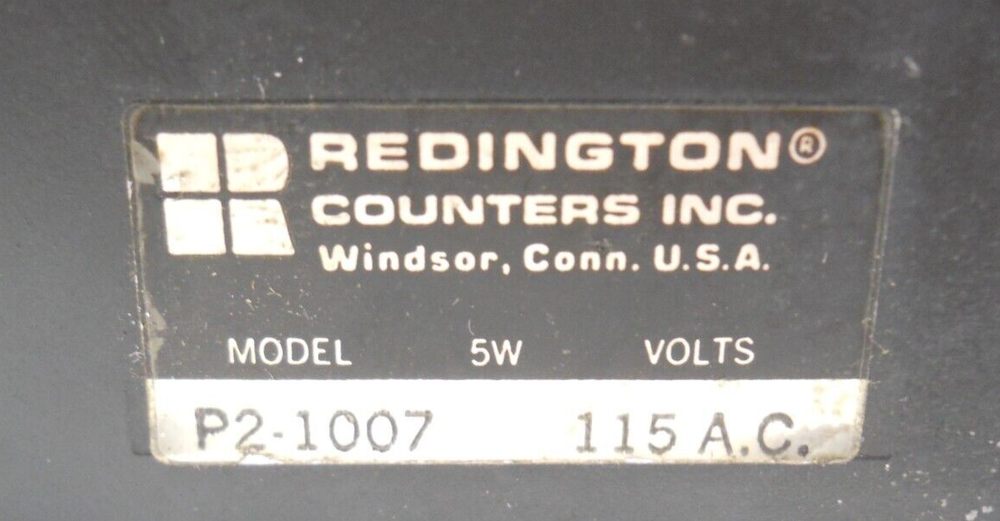 REDINGTON®
COUNTERS INC.
Windsor, Conn. U.S.A.
MODEL 5W VOLTS
P2-1007 115 A.C.